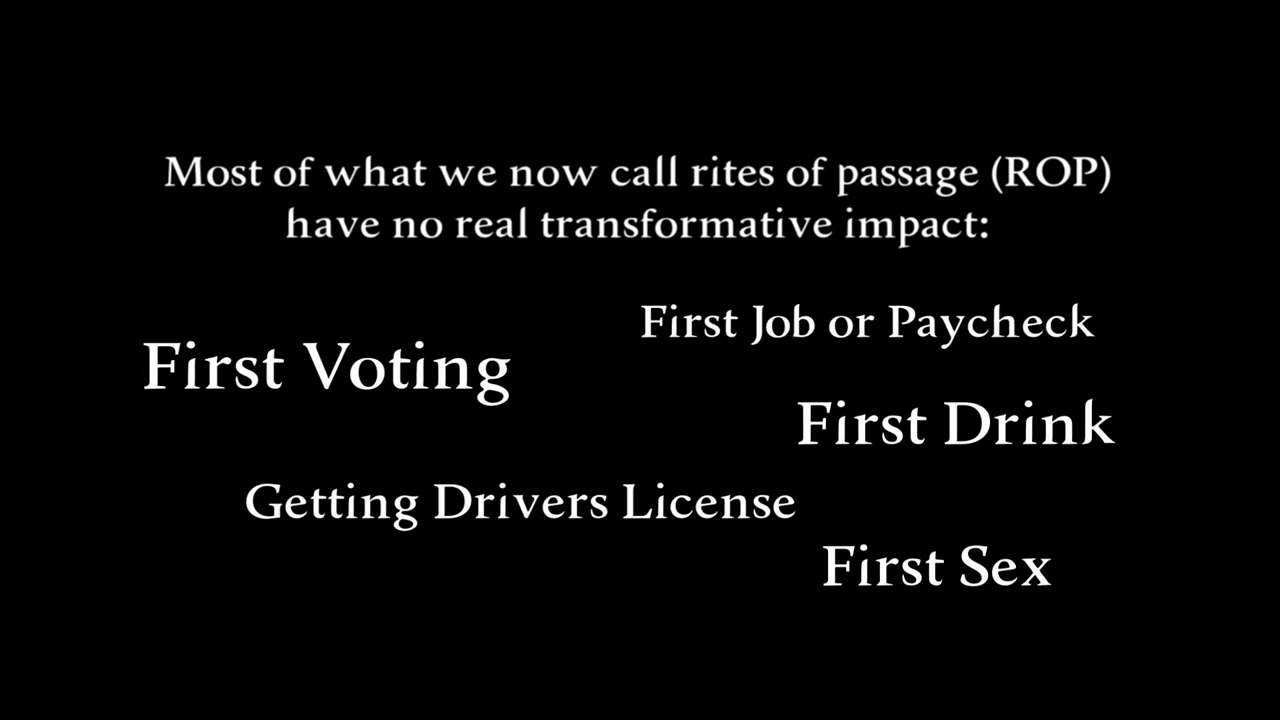 Most of what we now call rites of passage (ROP)
have no real transformative impact:
First Job or Paycheck
First Voting
First Drink
Getting Drivers License
First Sex